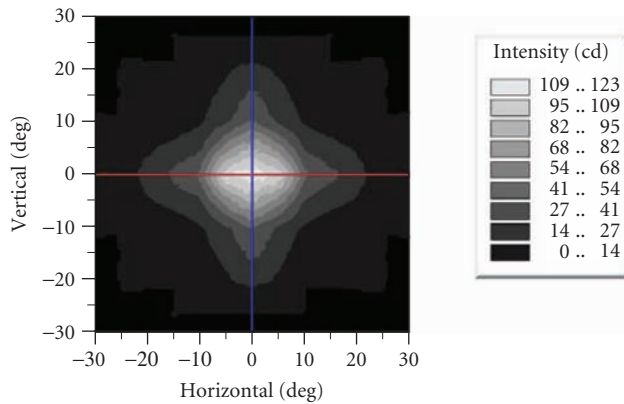 30
20
10
0
−10
−20
−30
Vertical (deg)
−30 −20 −10 0 10 20 30
Horizontal (deg)
Intensity (cd)
109 .. 123
95 .. 109
82 .. 95
68 .. 82
54 .. 68
41 .. 54
27 .. 41
14 .. 27
0 .. 14